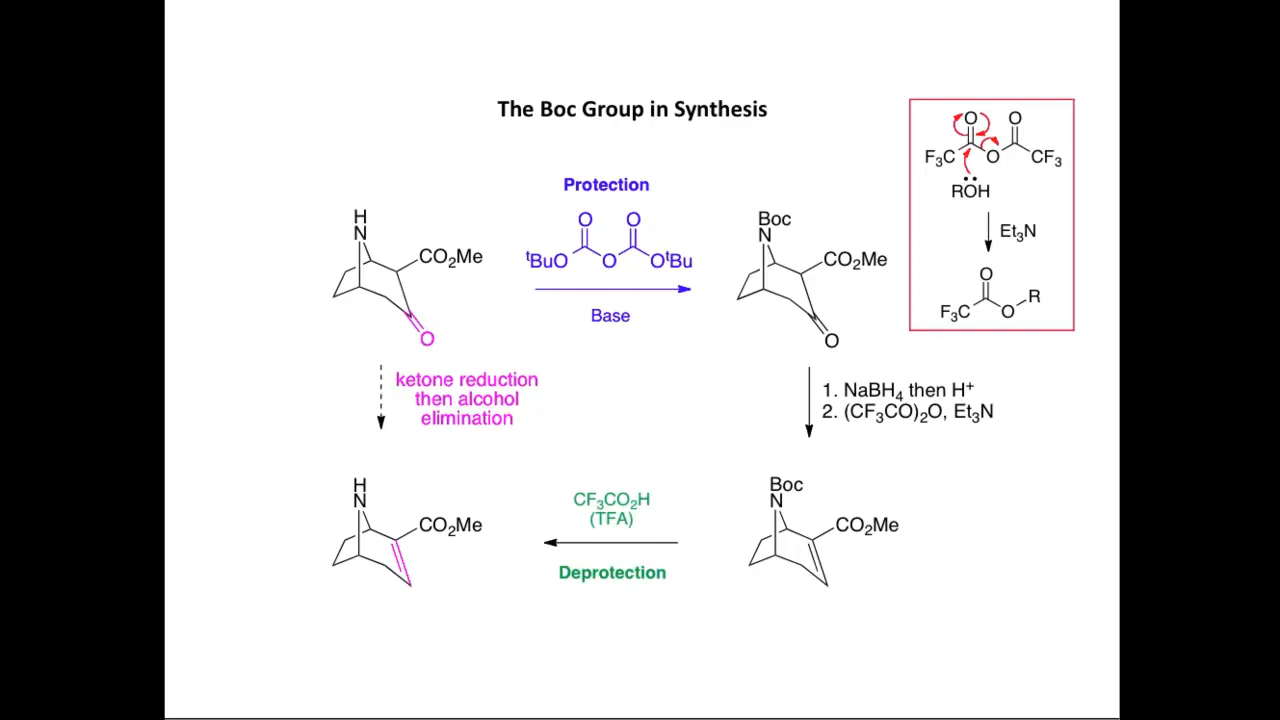 The Boc Group in Synthesis
Protection
H
N
CO2Me
O
O
O
tBuO
O
OtBu
Base
Boc
N
CO2Me
O
O
O
F3C
O
CF3
ROH
Et3N
O
F3C
O
R
ketone reduction
then alcohol
elimination
1. NaBH4 then H+
2. (CF3CO)2O, Et3N
H
N
CO2Me
CF3CO2H
(TFA)
Deprotection
Boc
N
CO2Me